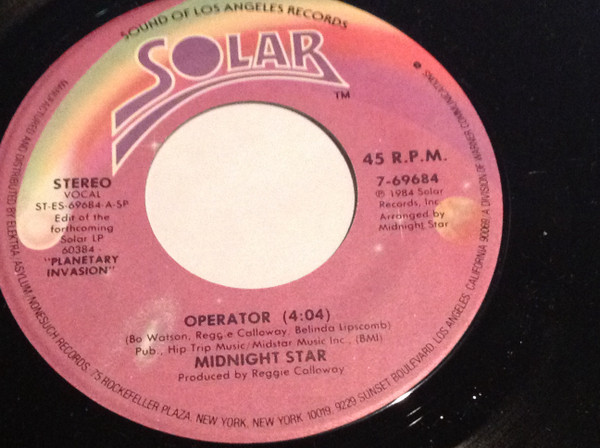 SOUND OF LOS ANGELES RECORDS
SOLAR
TM
STEREO
VOCAL
ST-ES-69684-A-SP
Edit of the
forthcoming
Solar LP
60384 -
"PLANETARY
INVASION"
45 R.P.M.
7-69684
℗ 1984 Solar
Records, Inc
Arranged by
Midnight Star
OPERATOR (4:04)
(Bo Watson, Reggie Calloway, Belinda Lipscomb)
Pub., Hip Trip Music/Midstar Music Inc., (BMI)
MIDNIGHT STAR
Produced by Reggie Calloway
MANUFACTURED AND DISTRIBUTED BY ELEKTRA/ASYLUM/NONESUCH RECORDS, 75 ROCKEFELLER PLAZA, NEW YORK, NEW YORK 10019, 9229 SUNSET BOULEVARD, LOS ANGELES, CALIFORNIA 90069, A DIVISION OF WARNER COMMUNICATIONS